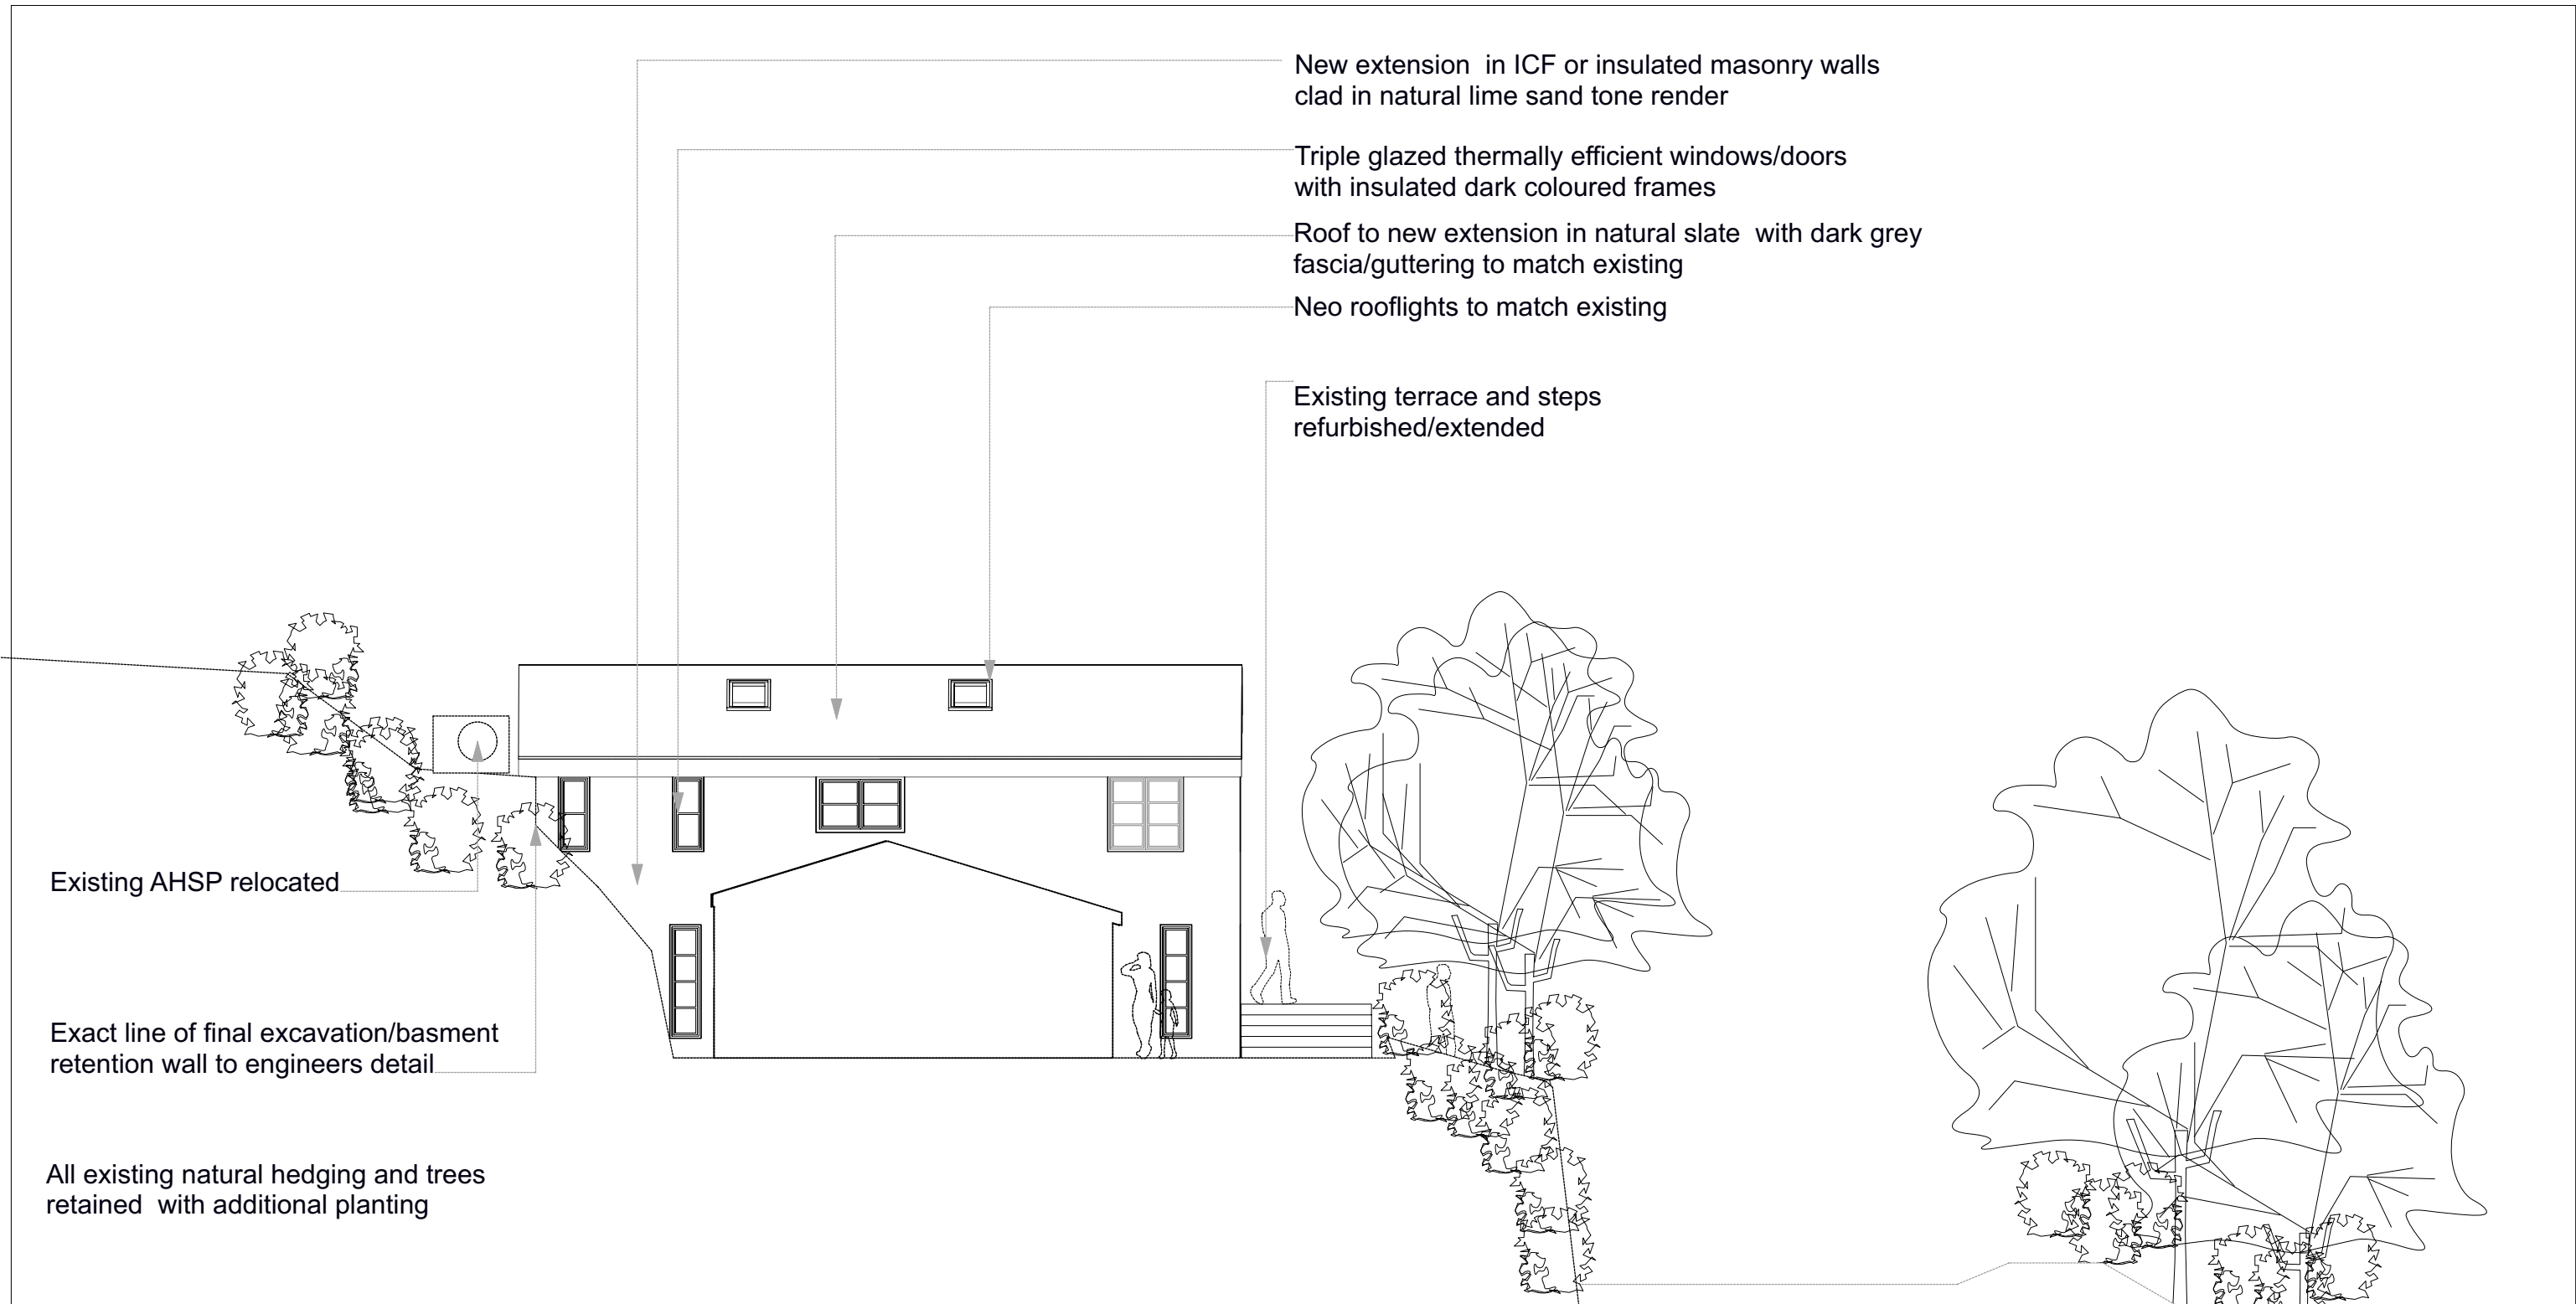 New extension  in ICF or insulated masonry walls
clad in natural lime sand tone render
Triple glazed thermally efficient windows/doors
with insulated dark coloured frames
Roof to new extension in natural slate  with dark grey
fascia/guttering to match existing
Neo rooflights to match existing
Existing terrace and steps
refurbished/extended
Existing AHSP relocated
Exact line of final excavation/basment
retention wall to engineers detail
All existing natural hedging and trees
retained  with additional planting